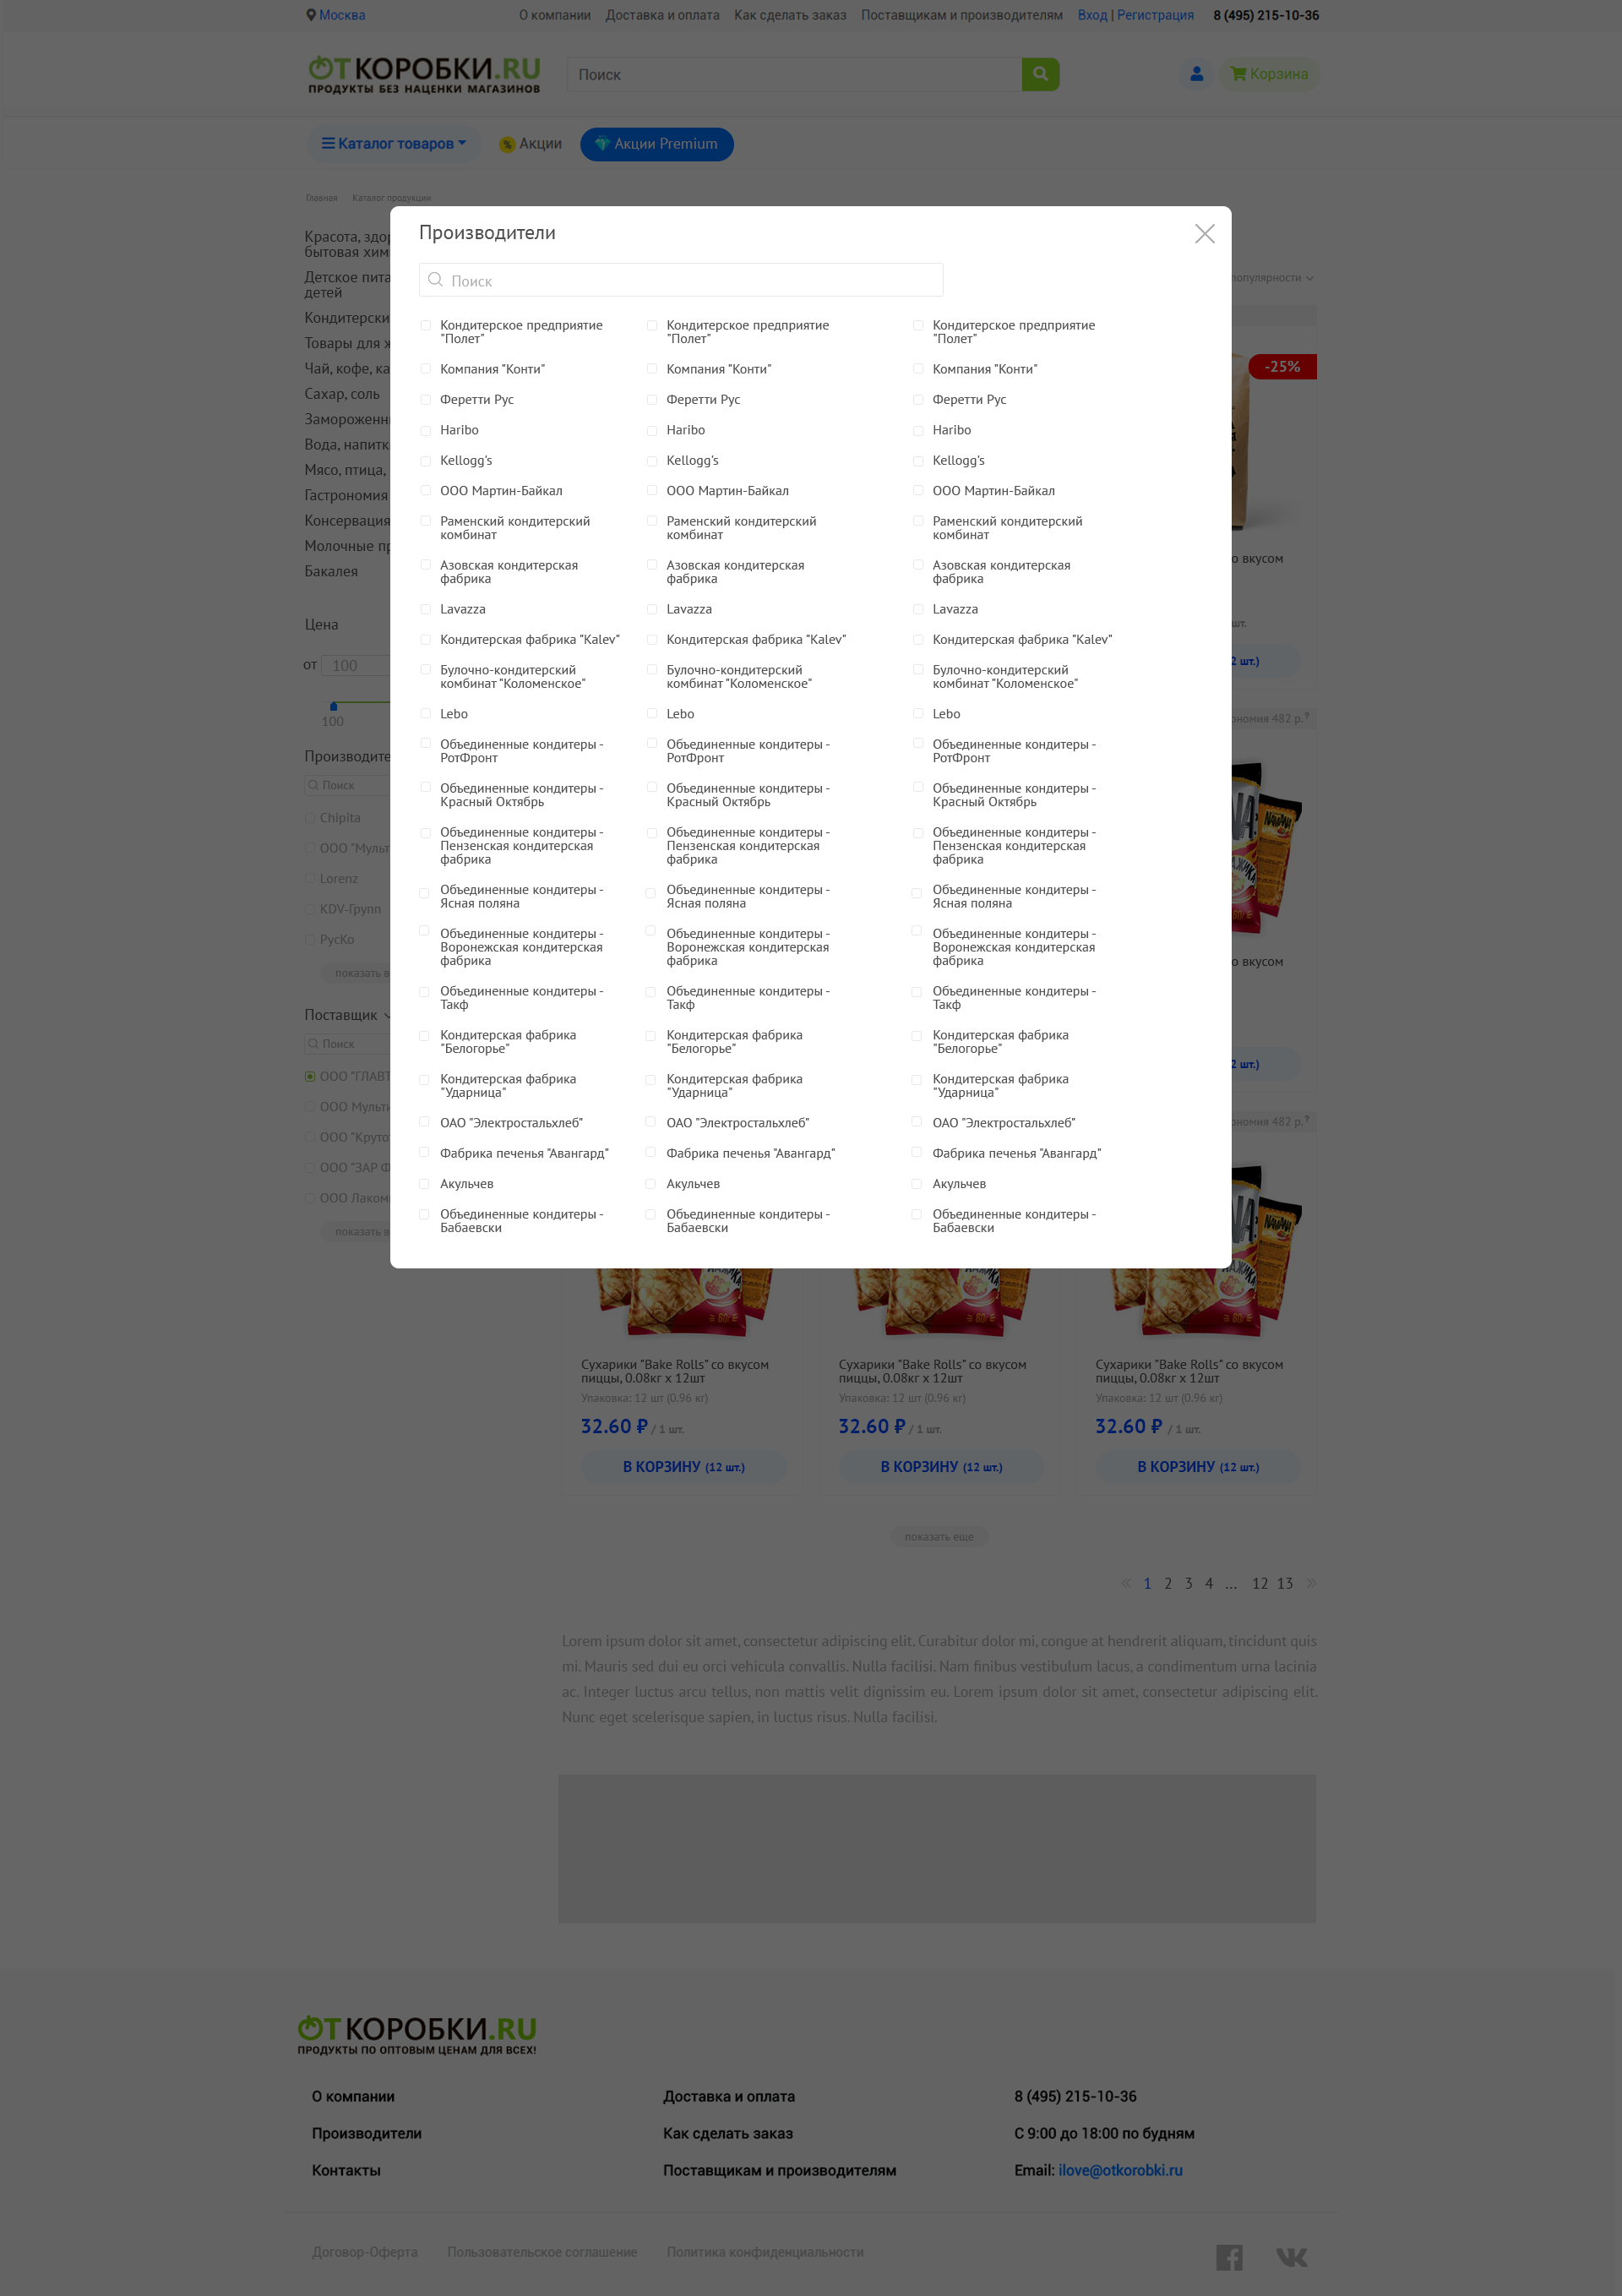 Москва
О компании Доставка и оплата Как сделать заказ Поставщикам и производителям Вход | Регистрация 8 (495) 215-10-36
ОТКОРОБКИ.RU
ПРОДУКТЫ БЕЗ НАЦЕНКИ МАГАЗИНОВ
Поиск
Корзина
Каталог товаров
% Акции
Акции Premium
Главная Каталог продукции
Производители
Поиск
Кондитерское предприятие
"Полет"
Компания "Конти"
Феретти Рус
Haribo
Kellogg's
ООО Мартин-Байкал
Раменский кондитерский
комбинат
Азовская кондитерская
фабрика
Lavazza
Кондитерская фабрика "Kalev"
Булочно-кондитерский
комбинат "Коломенское"
Lebo
Объединенные кондитеры -
РотФронт
Объединенные кондитеры -
Красный Октябрь
Объединенные кондитеры -
Пензенская кондитерская
фабрика
Объединенные кондитеры -
Ясная поляна
Объединенные кондитеры -
Воронежская кондитерская
фабрика
Объединенные кондитеры -
Такф
Кондитерская фабрика
"Белогорье"
Кондитерская фабрика
"Ударница"
ОАО "Электростальхлеб"
Фабрика печенья "Авангард"
Акульчев
Объединенные кондитеры -
Бабаевски
Кондитерское предприятие
"Полет"
Компания "Конти"
Феретти Рус
Haribo
Kellogg's
ООО Мартин-Байкал
Раменский кондитерский
комбинат
Азовская кондитерская
фабрика
Lavazza
Кондитерская фабрика "Kalev"
Булочно-кондитерский
комбинат "Коломенское"
Lebo
Объединенные кондитеры -
РотФронт
Объединенные кондитеры -
Красный Октябрь
Объединенные кондитеры -
Пензенская кондитерская
фабрика
Объединенные кондитеры -
Ясная поляна
Объединенные кондитеры -
Воронежская кондитерская
фабрика
Объединенные кондитеры -
Такф
Кондитерская фабрика
"Белогорье"
Кондитерская фабрика
"Ударница"
ОАО "Электростальхлеб"
Фабрика печенья "Авангард"
Акульчев
Объединенные кондитеры -
Бабаевски
Кондитерское предприятие
"Полет"
Компания "Конти"
Феретти Рус
Haribo
Kellogg's
ООО Мартин-Байкал
Раменский кондитерский
комбинат
Азовская кондитерская
фабрика
Lavazza
Кондитерская фабрика "Kalev"
Булочно-кондитерский
комбинат "Коломенское"
Lebo
Объединенные кондитеры -
РотФронт
Объединенные кондитеры -
Красный Октябрь
Объединенные кондитеры -
Пензенская кондитерская
фабрика
Объединенные кондитеры -
Ясная поляна
Объединенные кондитеры -
Воронежская кондитерская
фабрика
Объединенные кондитеры -
Такф
Кондитерская фабрика
"Белогорье"
Кондитерская фабрика
"Ударница"
ОАО "Электростальхлеб"
Фабрика печенья "Авангард"
Акульчев
Объединенные кондитеры -
Бабаевски
Красота,
бытовая
Детское
детей
Товары для
Чай, кофе,
Сахар, соль
Вода,
Мясо, птица,
Гастрономия
Консервация
Молочные
Бакалея
Цена
от 100
100
Поиск
Chipita
ООО
Lorenz
KDV-Групп
РусКо
показать
Поставщик
Поиск
ООО
ООО
ООО
ООО "ЗАР
ООО
показать
популярности
-25%
со вкусом
шт.
2 шт.)
482 р.?
со вкусом
2 шт.)
482 р.?
Сухарики "Bake Rolls" со вкусом
пиццы, 0.08кг х 12шт
Упаковка: 12 шт (0.96 кг)
32.60 ₽ / 1 шт.
В КОРЗИНУ (12 шт.)
Сухарики "Bake Rolls" со вкусом
пиццы, 0.08кг х 12шт
Упаковка: 12 шт (0.96 кг)
32.60 ₽ / 1 шт.
В КОРЗИНУ (12 шт.)
Сухарики "Bake Rolls" со вкусом
пиццы, 0.08кг х 12шт
Упаковка: 12 шт (0.96 кг)
32.60 ₽ / 1 шт.
В КОРЗИНУ (12 шт.)
показать еще
« 1 2 3 4 ... 12 13 »
Lorem ipsum dolor sit amet, consectetur adipiscing elit. Curabitur dolor mi, congue at hendrerit aliquam, tincidunt quis
mi. Mauris sed dui eu orci vehicula convallis. Nulla facilisi. Nam finibus vestibulum lacus, a condimentum urna lacinia
ac. Integer luctus arcu tellus, non mattis velit dignissim eu. Lorem ipsum dolor sit amet, consectetur adipiscing elit.
Nunc eget scelerisque sapien, in luctus risus. Nulla facilisi.
ОТКОРОБКИ.RU
ПРОДУКТЫ ПО ОПТОВЫМ ЦЕНАМ ДЛЯ ВСЕХ!
О компании
Производители
Контакты
Доставка и оплата
Как сделать заказ
Поставщикам и производителям
8 (495) 215-10-36
С 9:00 до 18:00 по будням
Email: ilove@otkorobki.ru
Договор-Оферта Пользовательское соглашение Политика конфиденциальности